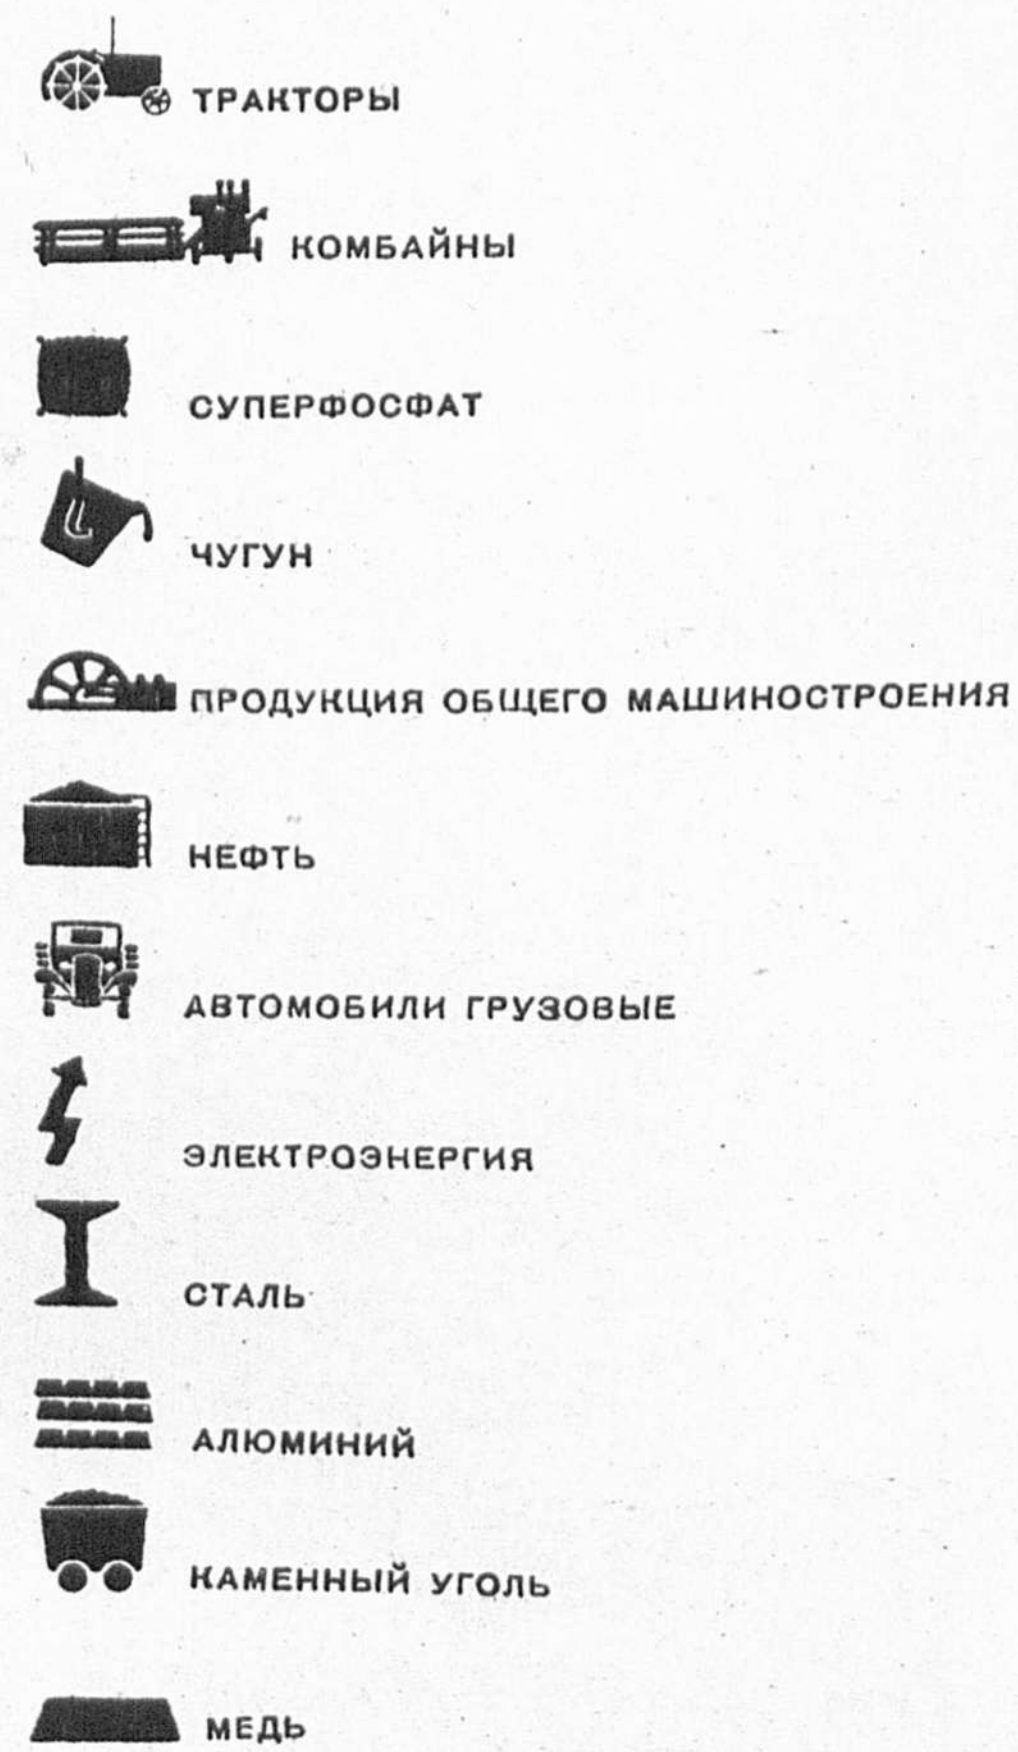 ТРАКТОРЫ
КОМБАЙНЫ
СУПЕРФОСФАТ
ЧУГУН
ПРОДУКЦИЯ ОБЩЕГО МАШИНОСТРОЕНИЯ
НЕФТЬ
АВТОМОБИЛИ ГРУЗОВЫЕ
ЭЛЕКТРОЭНЕРГИЯ
СТАЛЬ
АЛЮМИНИЙ
КАМЕННЫЙ УГОЛЬ
МЕДЬ